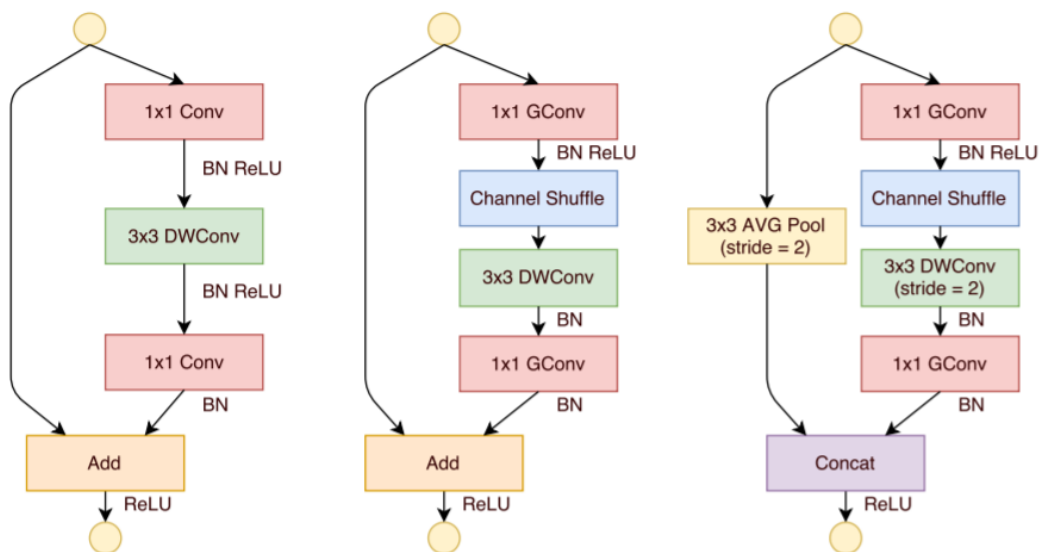 1x1 Conv
BN ReLU
3x3 DWConv
BN ReLU
1x1 Conv
BN
Add
ReLU
1x1 GConv
BN ReLU
Channel Shuffle
3x3 DWConv
BN
1x1 GConv
BN
Add
ReLU
3x3 AVG Pool
(stride = 2)
1x1 GConv
BN ReLU
Channel Shuffle
3x3 DWConv
(stride = 2)
BN
1x1 GConv
BN
Concat
ReLU